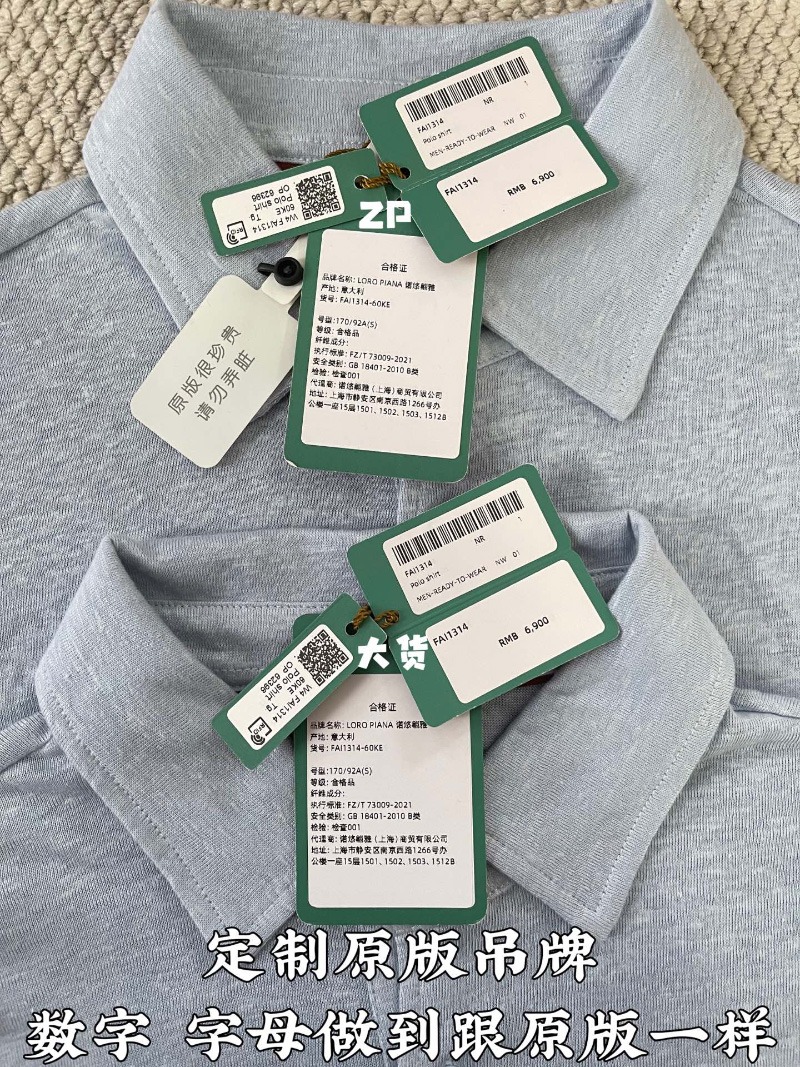 FAI1314
NR
1
Polo shirt
MEN-READY-TO-WEAR NW 01
FAI1314
RMB 6,900
W4 FAI1314
60KE Tg
Polo shirt
OP 62396
RFID
ZP
合格证
品牌名称: LORO PIANA 诺悠翩雅
产地: 意大利
货号: FAI1314-60KE
号型:170/92A(S)
等级: 合格品
纤维成分:
执行标准: FZ/T 73009-2021
安全类别: GB 18401-2010 B类
检验: 检查001
代理商: 诺悠翩雅 (上海) 商贸有限公司
地址: 上海市静安区南京西路1266号办
公楼一座15层1501、1502、1503、1512B
原版很珍贵
请勿弄脏
FAI1314
NR
1
Polo shirt
MEN-READY-TO-WEAR NW 01
FAI1314
RMB 6,900
W4 FAI1314
60KE Tg
Polo shirt
OP 62396
RFID
大货
合格证
品牌名称: LORO PIANA 诺悠翩雅
产地: 意大利
货号: FAI1314-60KE
号型:170/92A(S)
等级: 合格品
纤维成分:
执行标准: FZ/T 73009-2021
安全类别: GB 18401-2010 B类
检验: 检查001
代理商: 诺悠翩雅 (上海) 商贸有限公司
地址: 上海市静安区南京西路1266号办
公楼一座15层1501、1502、1503、1512B
定制原版吊牌
数字 字母做到跟原版一样